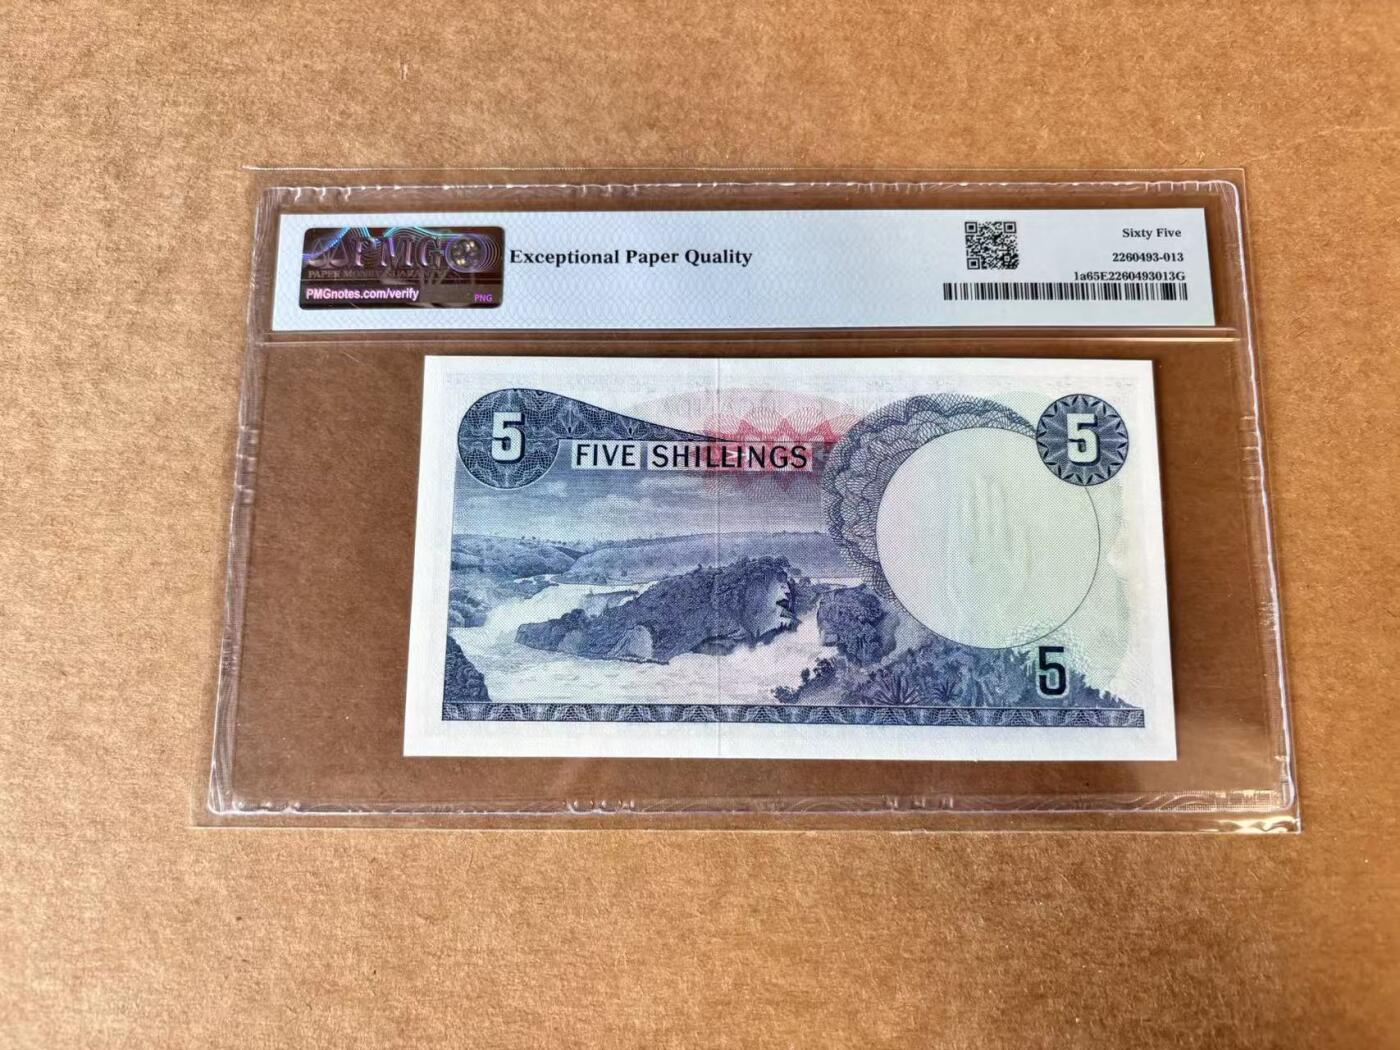 PMG
PAPER MONEY GUARANTY
PMGnotes.com/verify
PNG
Exceptional Paper Quality
Sixty Five
2260493-013
1a65E2260493013G
5
5
FIVE SHILLINGS
5